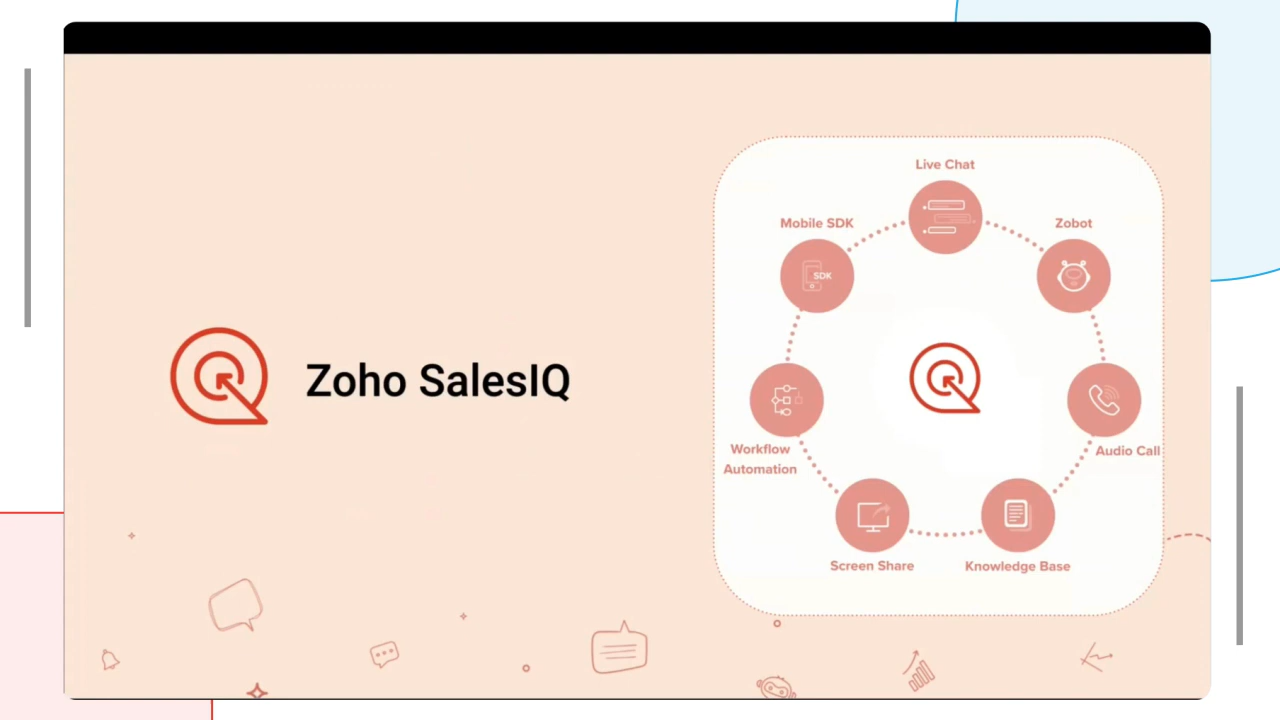 Zoho SalesIQ
Live Chat
Mobile SDK
Zobot
SDK
Workflow
Automation
Audio Call
Screen Share
Knowledge Base